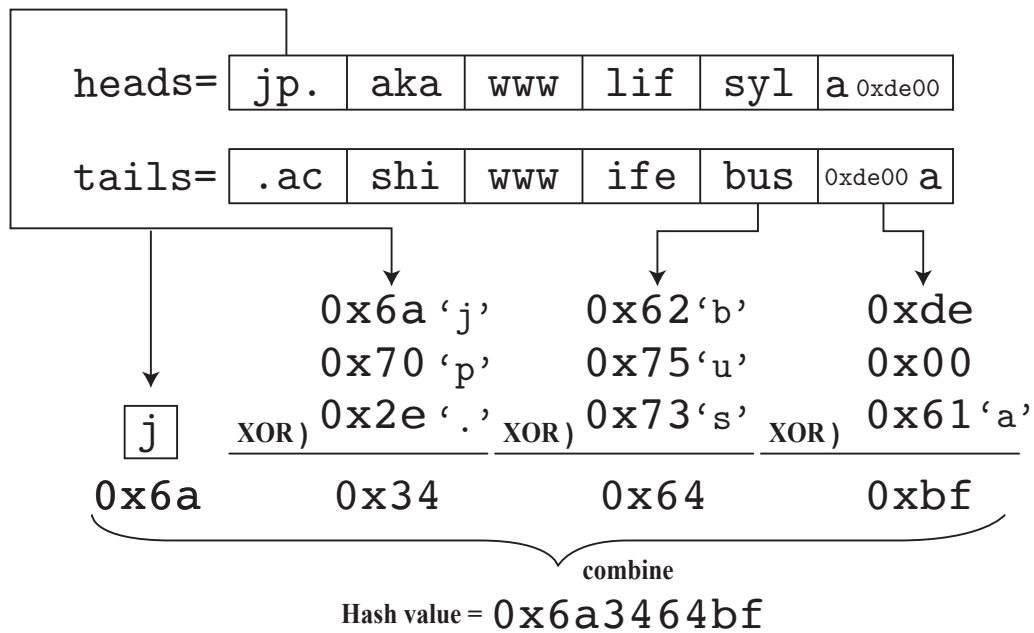 heads= jp. aka www lif syl a 0xde00
tails= .ac shi www ife bus 0xde00 a
0x6a ‘j’ 0x62 ‘b’ 0xde
0x70 ‘p’ 0x75 ‘u’ 0x00
j XOR) 0x2e ‘.’ XOR) 0x73 ‘s’ XOR) 0x61 ‘a’
0x6a 0x34 0x64 0xbf
combine
Hash value = 0x6a3464bf